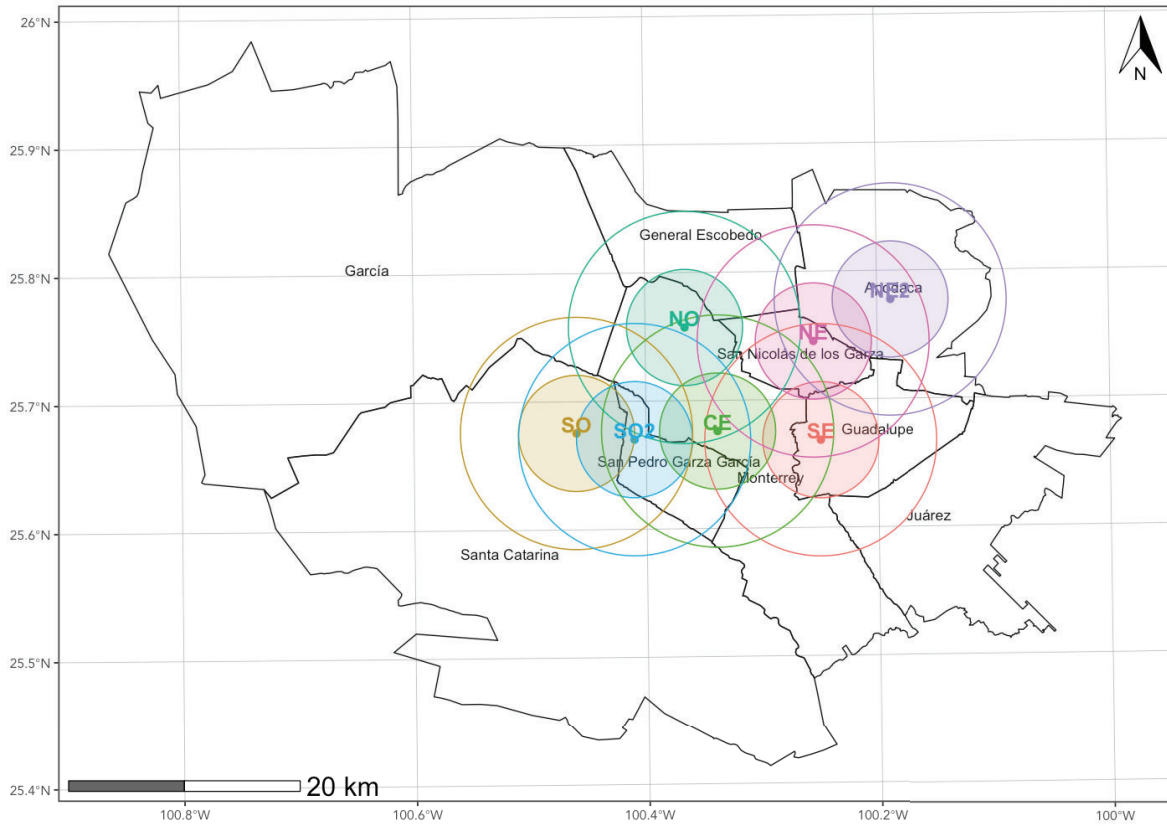 26°N
25.9°N
25.8°N
25.7°N
25.6°N
25.5°N
25.4°N
N
General Escobedo
García
Apodaca
NE2
NO
NE
San Nicolás de los Garza
SO
SO2
CE
SE
Guadalupe
San Pedro Garza García
Monterrey
Juárez
Santa Catarina
20 km
100.8°W
100.6°W
100.4°W
100.2°W
100°W